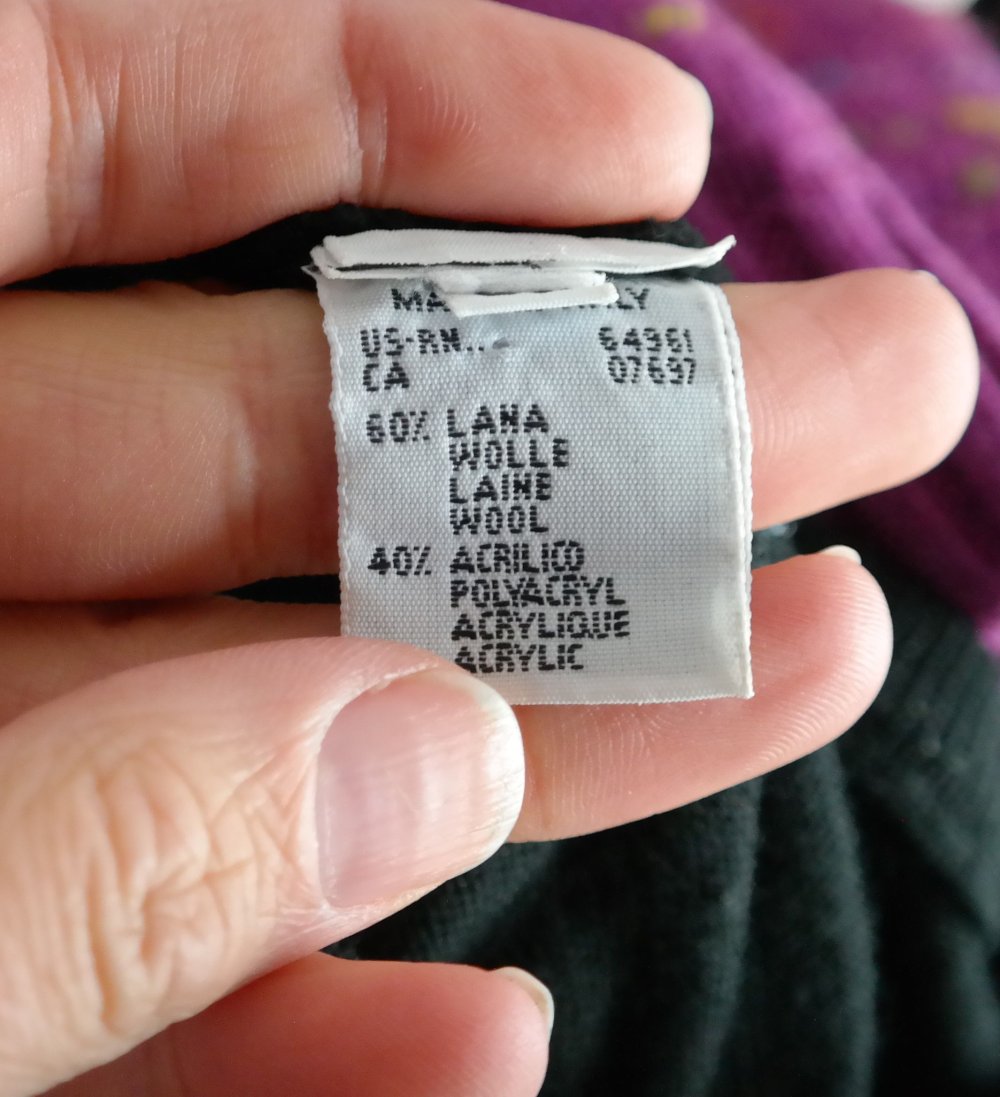 US-RN... 64961
CA 07697
60% LANA
WOLLE
LAINE
WOOL
40% ACRILICO
POLYACRYL
ACRYLIQUE
ACRYLIC